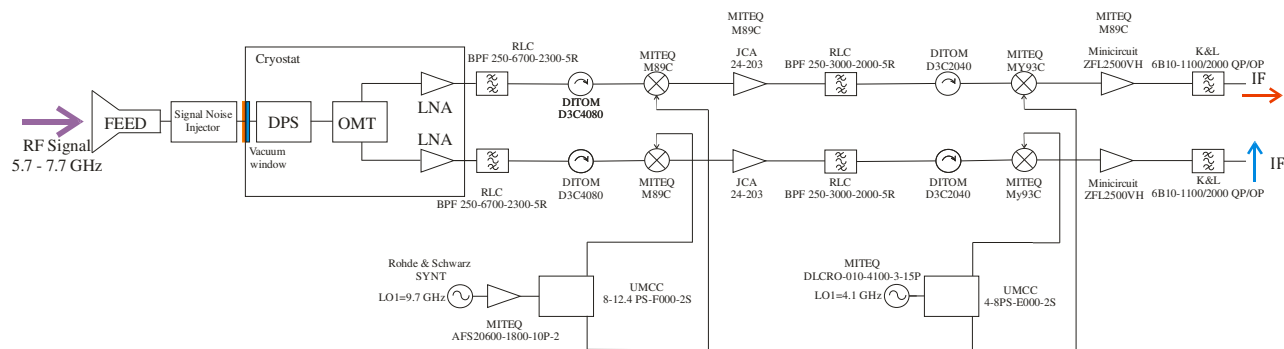 MITEQ
M89C
MITEQ
M89C
RLC
BPF 250-6700-2300-5R
MITEQ
M89C
JCA
24-203
RLC
BPF 250-3000-2000-5R
DITOM
D3C2040
MITEQ
MY93C
Minicircuit
ZFL2500VH
K&L
6B10-1100/2000 QP/OP
IF
Cryostat
LNA
DITOM
D3C4080
FEED
Signal Noise
Injector
DPS
OMT
RF Signal
5.7 - 7.7 GHz
Vacuum
window
LNA
RLC
BPF 250-6700-2300-5R
DITOM
D3C4080
MITEQ
M89C
JCA
24-203
RLC
BPF 250-3000-2000-5R
DITOM
D3C2040
MITEQ
My93C
Minicircuit
ZFL2500VH
K&L
6B10-1100/2000 QP/OP
IF
Rohde & Schwarz
SYNT
LO1=9.7 GHz
MITEQ
AFS20600-1800-10P-2
UMCC
8-12.4 PS-F000-2S
MITEQ
DLCRO-010-4100-3-15P
LO1=4.1 GHz
UMCC
4-8PS-E000-2S